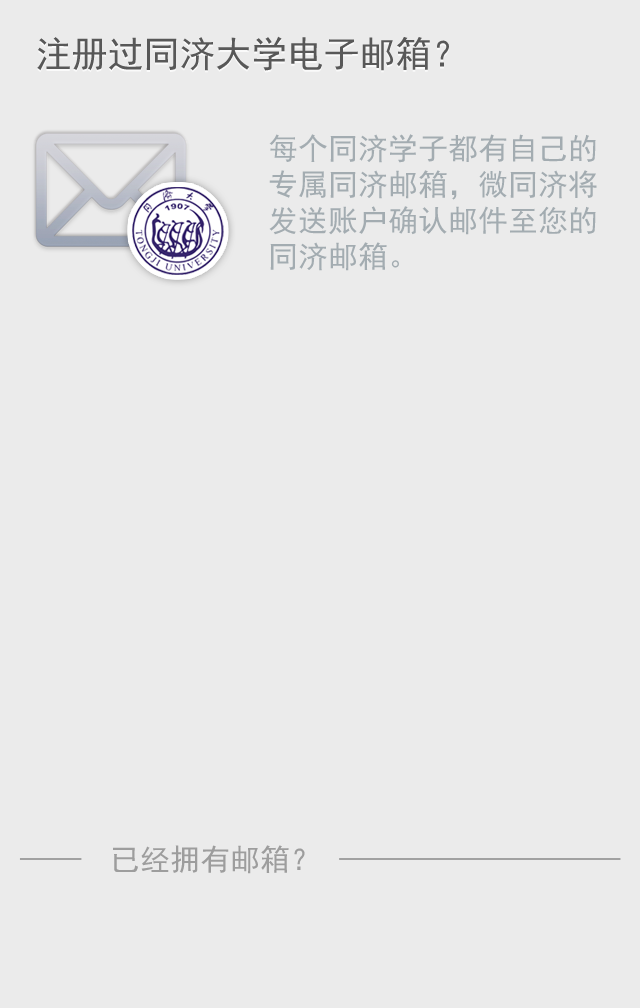 注册过同济大学电子邮箱？
每个同济学子都有自己的
专属同济邮箱，微同济将
发送账户确认邮件至您的
同济邮箱。
同济大学
1907
TONGJI UNIVERSITY
已经拥有邮箱？